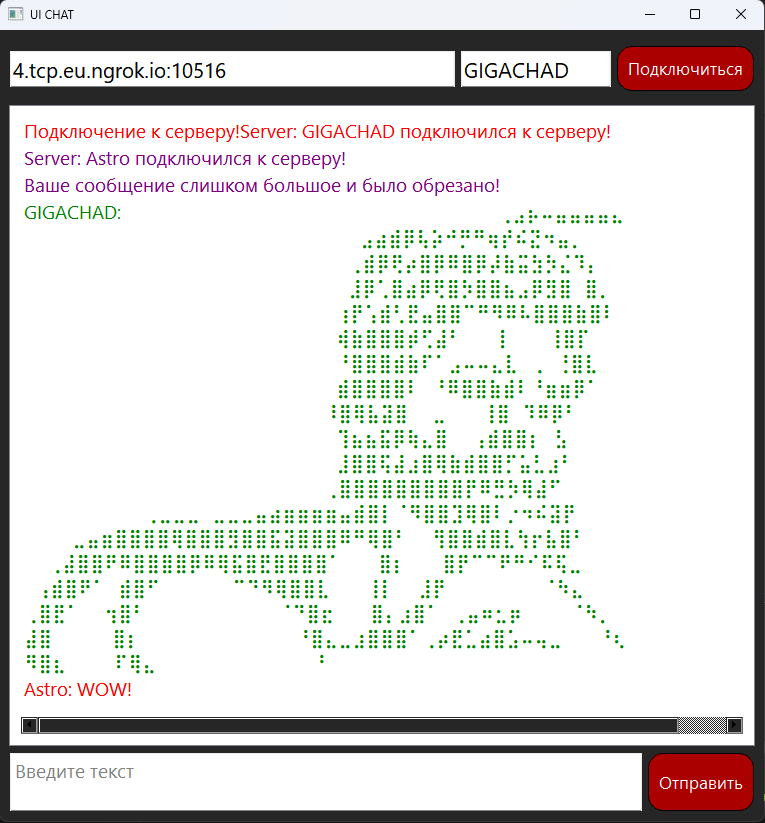 UI CHAT
4.tcp.eu.ngrok.io:10516
GIGACHAD
Подключиться
Подключение к серверу!Server: GIGACHAD подключился к серверу!
Server: Astro подключился к серверу!
Ваше сообщение слишком большое и было обрезано!
GIGACHAD:
Astro: WOW!
Введите текст
Отправить